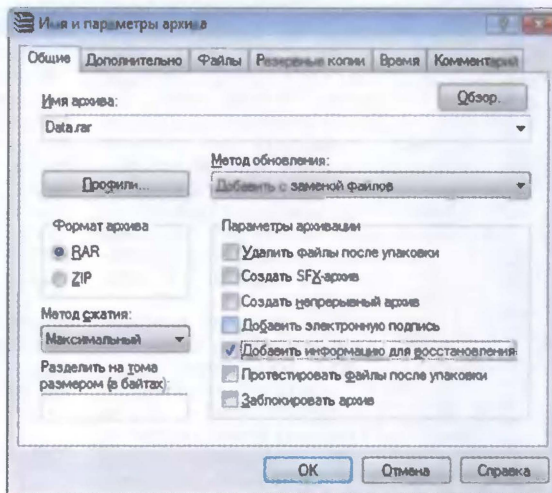 Имя и параметры архива
Общие Дополнительно Файлы Резервные копии Время Комментарий
Имя архива:
Обзор...
Data.rar
Метод обновления:
Профили...
Добавить с заменой файлов
Формат архива
RAR
ZIP
Метод сжатия:
Максимальный
Разделить на тома
размером (в байтах):
Параметры архивации
Удалить файлы после упаковки
Создать SFX-архив
Создать непрерывный архив
Добавить электронную подпись
Добавить информацию для восстановления
Протестировать файлы после упаковки
Заблокировать архив
OK Отмена Справка